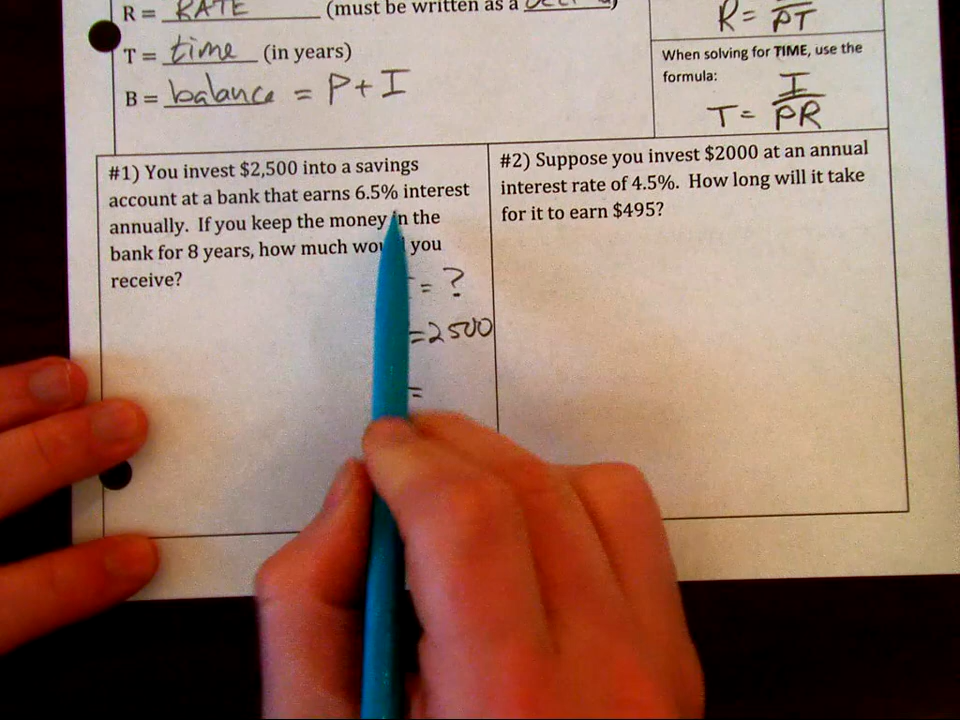 R = RATE (must be written as a
T = time (in years)
B = balance = P + I
R = PT
When solving for TIME, use the
formula:
T = I
PR
#1) You invest $2,500 into a savings
account at a bank that earns 6.5% interest
annually. If you keep the money in the
bank for 8 years, how much would you
receive?
= ?
=2500
=
#2) Suppose you invest $2000 at an annual
interest rate of 4.5%. How long will it take
for it to earn $495?